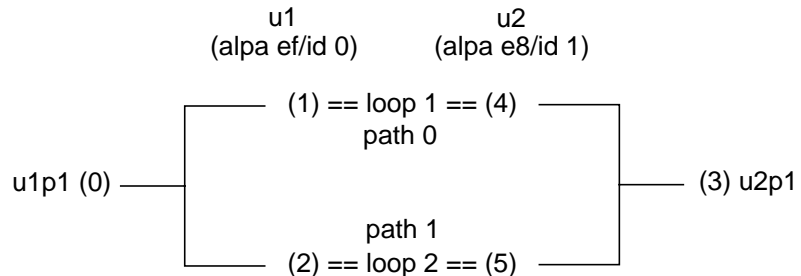 u1 u2
(alpa ef/id 0) (alpa e8/id 1)
(1) == loop 1 == (4)
path 0
u1p1 (0) (3) u2p1
path 1
(2) == loop 2 == (5)